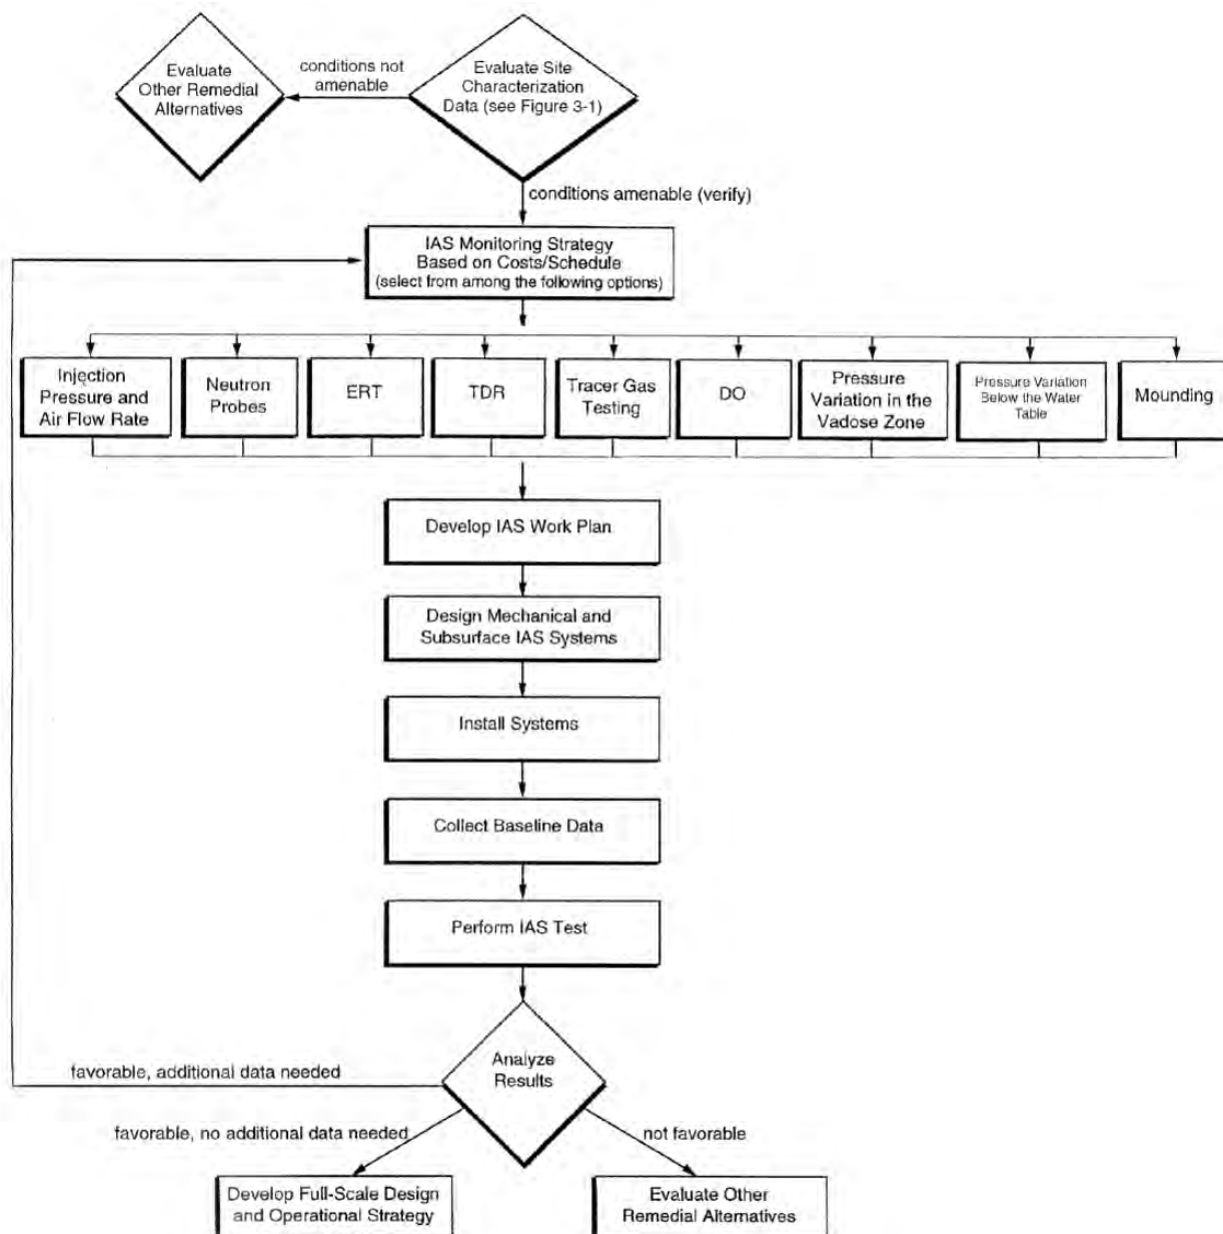 Evaluate
Other Remedial
Alternatives
conditions not
amenable
Evaluate Site
Characterization
Data (see Figure 3-1)
conditions amenable (verify)
IAS Monitoring Strategy
Based on Costs/Schedule
(select from among the following options)
Injection
Pressure and
Air Flow Rate
Neutron
Probes
ERT
TDR
Tracer Gas
Testing
DO
Pressure
Variation in the
Vadose Zone
Pressure Variation
Below the Water
Table
Mounding
Develop IAS Work Plan
Design Mechanical and
Subsurface IAS Systems
Install Systems
Collect Baseline Data
Perform IAS Test
Analyze
Results
favorable, additional data needed
favorable, no additional data needed
not favorable
Develop Full-Scale Design
and Operational Strategy
Evaluate Other
Remedial Alternatives